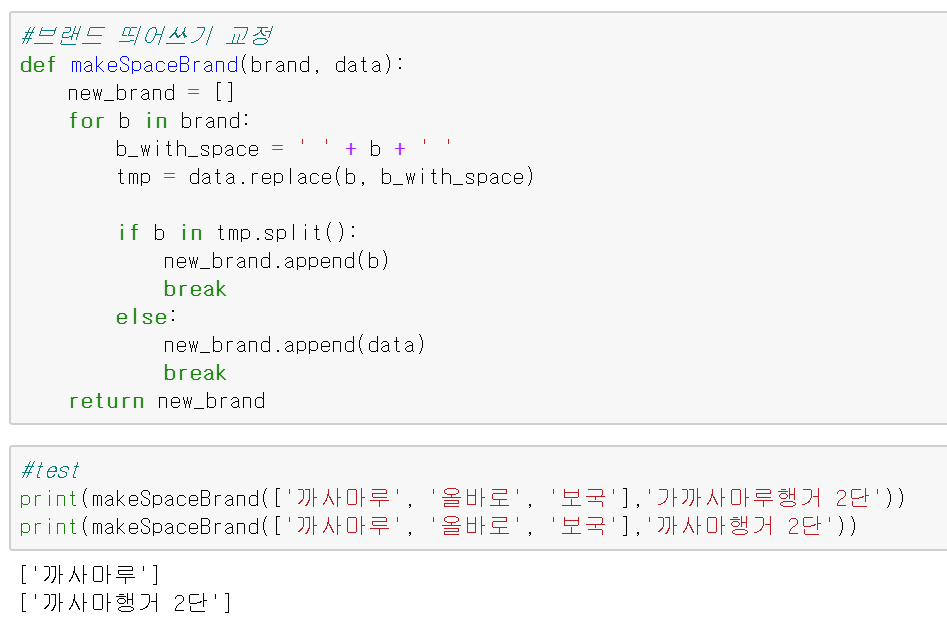 #브랜드 띄어쓰기 교정
def makeSpaceBrand(brand, data):
    new_brand = []
    for b in brand:
        b_with_space = ' ' + b + ' '
        tmp = data.replace(b, b_with_space)
        if b in tmp.split():
            new_brand.append(b)
            break
        else:
            new_brand.append(data)
            break
    return new_brand
#test
print(makeSpaceBrand(['까사마루', '올바로', '보국'],'가까사마루행거 2단'))
print(makeSpaceBrand(['까사마루', '올바로', '보국'],'까사마행거 2단'))
['까사마루']
['까사마행거 2단']